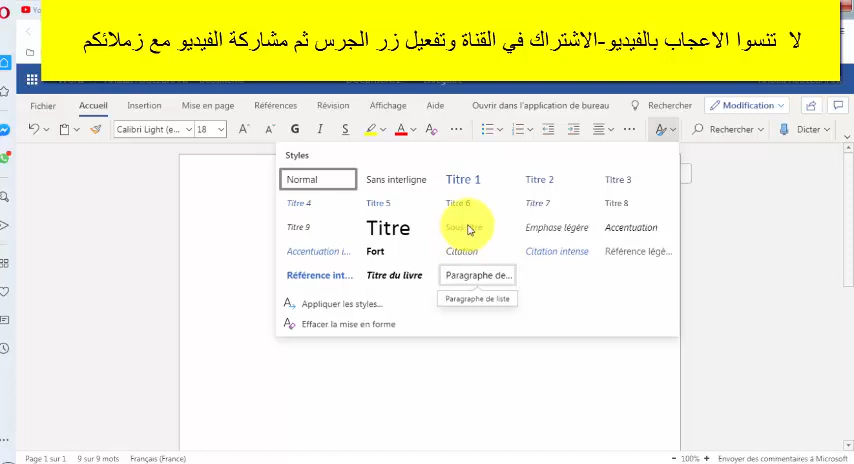 لا تنسوا الاعجاب بالفيديو-الاشتراك في القناة وتفعيل زر الجرس ثم مشاركة الفيديو مع زملائكم
Fichier Accueil Insertion Mise en page Références Révision Affichage Aide Ouvrir dans l'application de bureau Rechercher Modification
Calibri Light (e... 18 G I S Rechercher Dicter
Styles
Normal Sans interligne Titre 1 Titre 2 Titre 3
Titre 4 Titre 5 Titre 6 Titre 7 Titre 8
Titre 9 Titre Sous-titre Emphase légère Accentuation
Accentuation i... Fort Citation Citation intense Référence légè...
Référence int... Titre du livre Paragraphe de...
Paragraphe de liste
Appliquer les styles...
Effacer la mise en forme
Page 1 sur 1 9 sur 9 mots Français (France) 100% Envoyer des commentaires à Microsoft